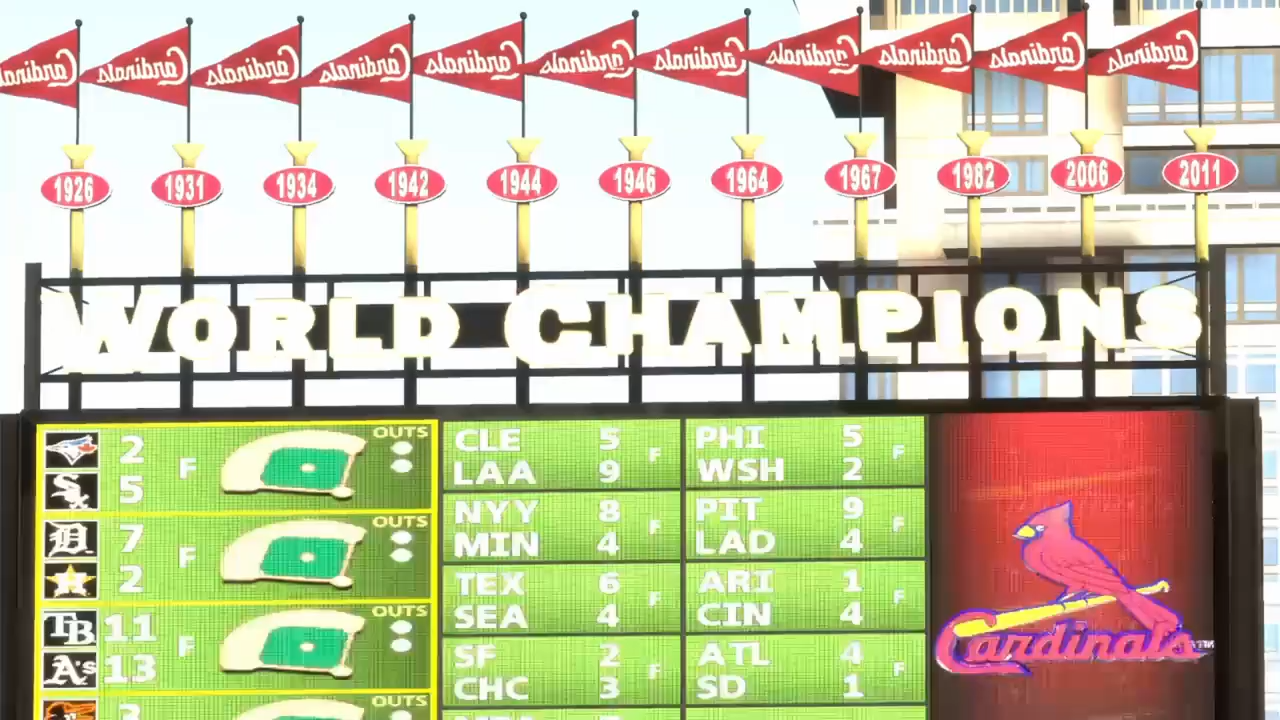 Cardinals Cardinals Cardinals Cardinals Cardinals Cardinals Cardinals Cardinals Cardinals Cardinals Cardinals
1926 1931 1934 1942 1944 1946 1964 1967 1982 2006 2011
WORLD CHAMPIONS
2 F OUTS
5
7 F OUTS
2
TB 11 F OUTS
A's 13
3 OUTS
CLE 5 F
LAA 9
NYY 8 F
MIN 4
TEX 6 F
SEA 4
SF 2 F
CHC 3
PHI 5 F
WSH 2
PIT 9 F
LAD 4
ARI 1 F
CIN 4
ATL 4 F
SD 1
Cardinals TM